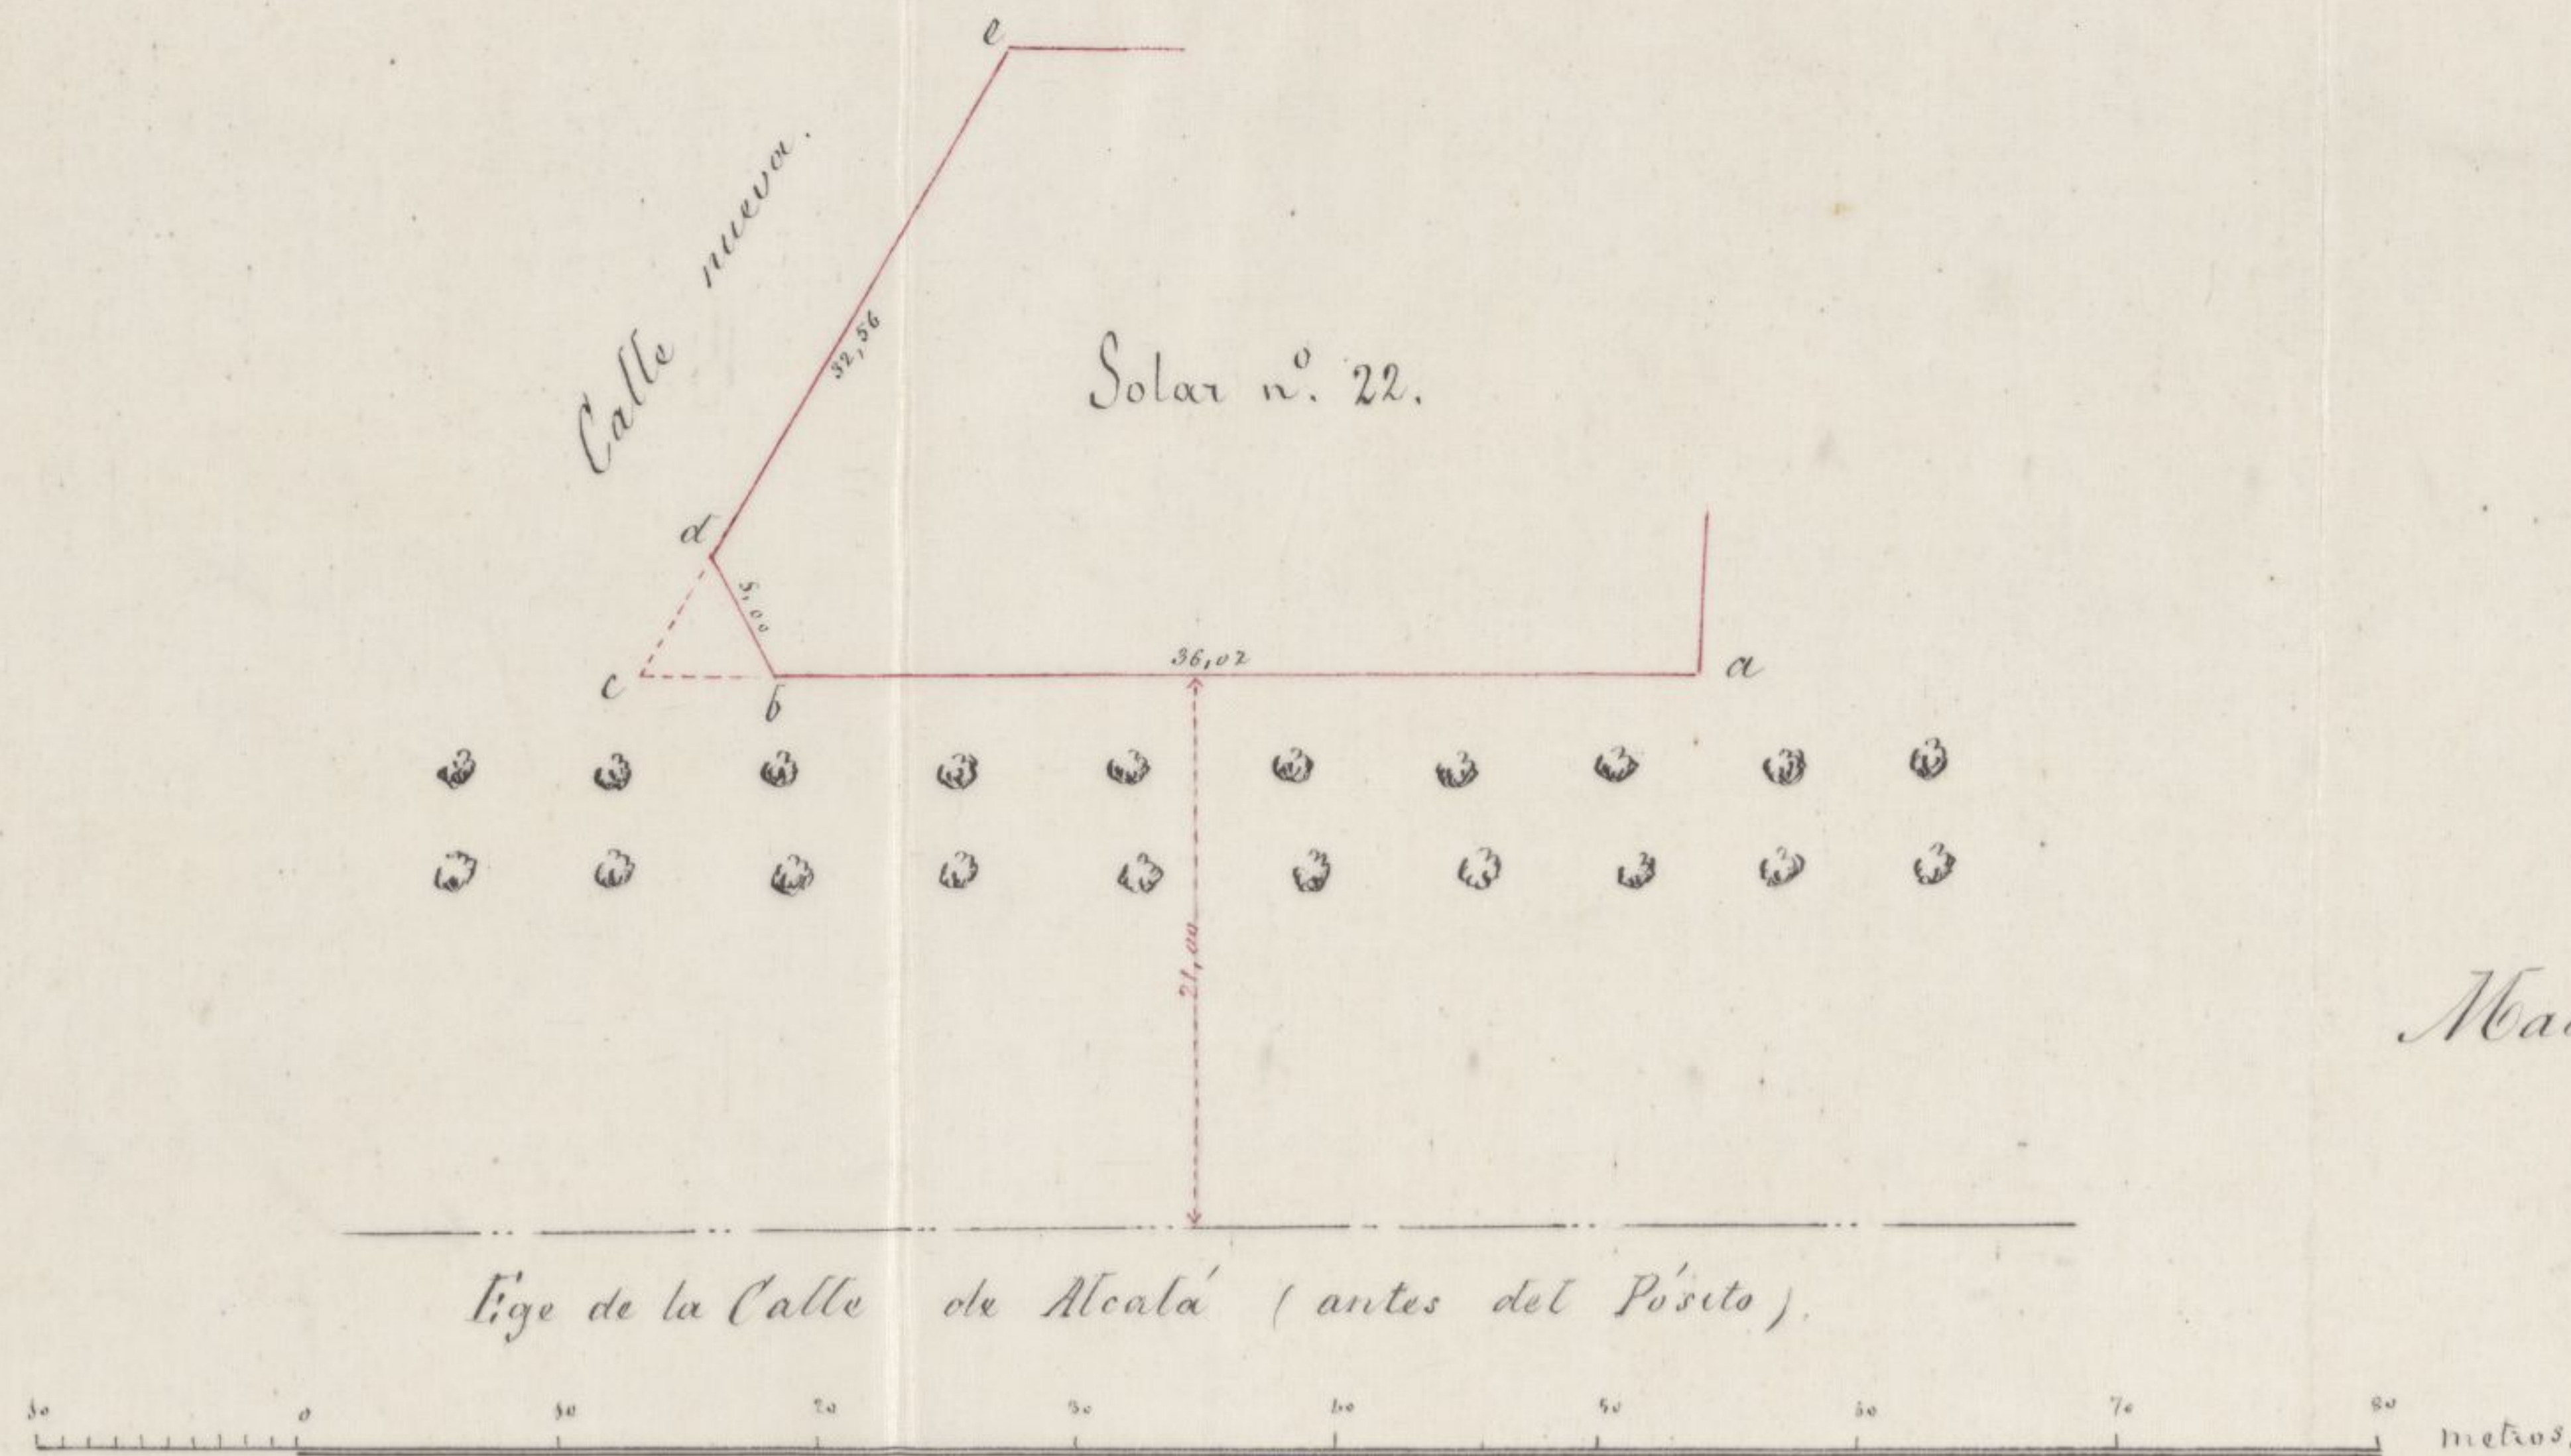 e
Calle nueva.
32,56
Solar nº. 22.
d
5,00
36,02
c
b
a
21,00
Ege de la Calle de Alcalá (antes del Pósito).
10 0 10 20 30 40 50 60 70 80 metros